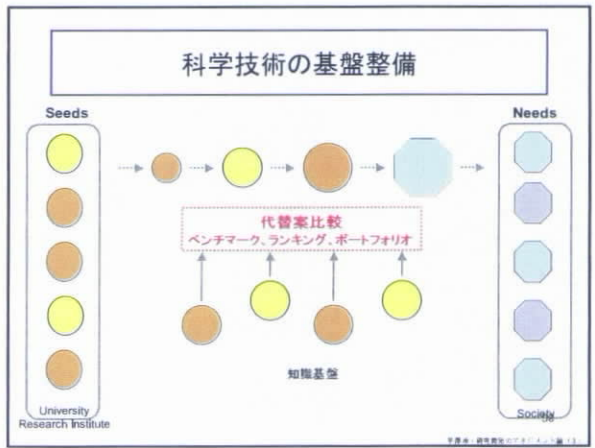 科学技術の基盤整備
Seeds
Needs
代替案比較
ベンチマーク、ランキング、ポートフォリオ
知識基盤
University
Research Institute
Society